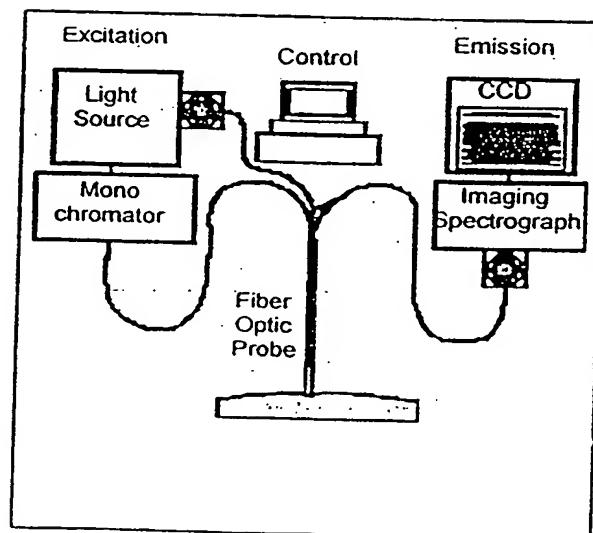 Excitation
Control
Emission
Light
Source
CCD
Mono
chromator
Imaging
Spectrograph
Fiber
Optic
Probe